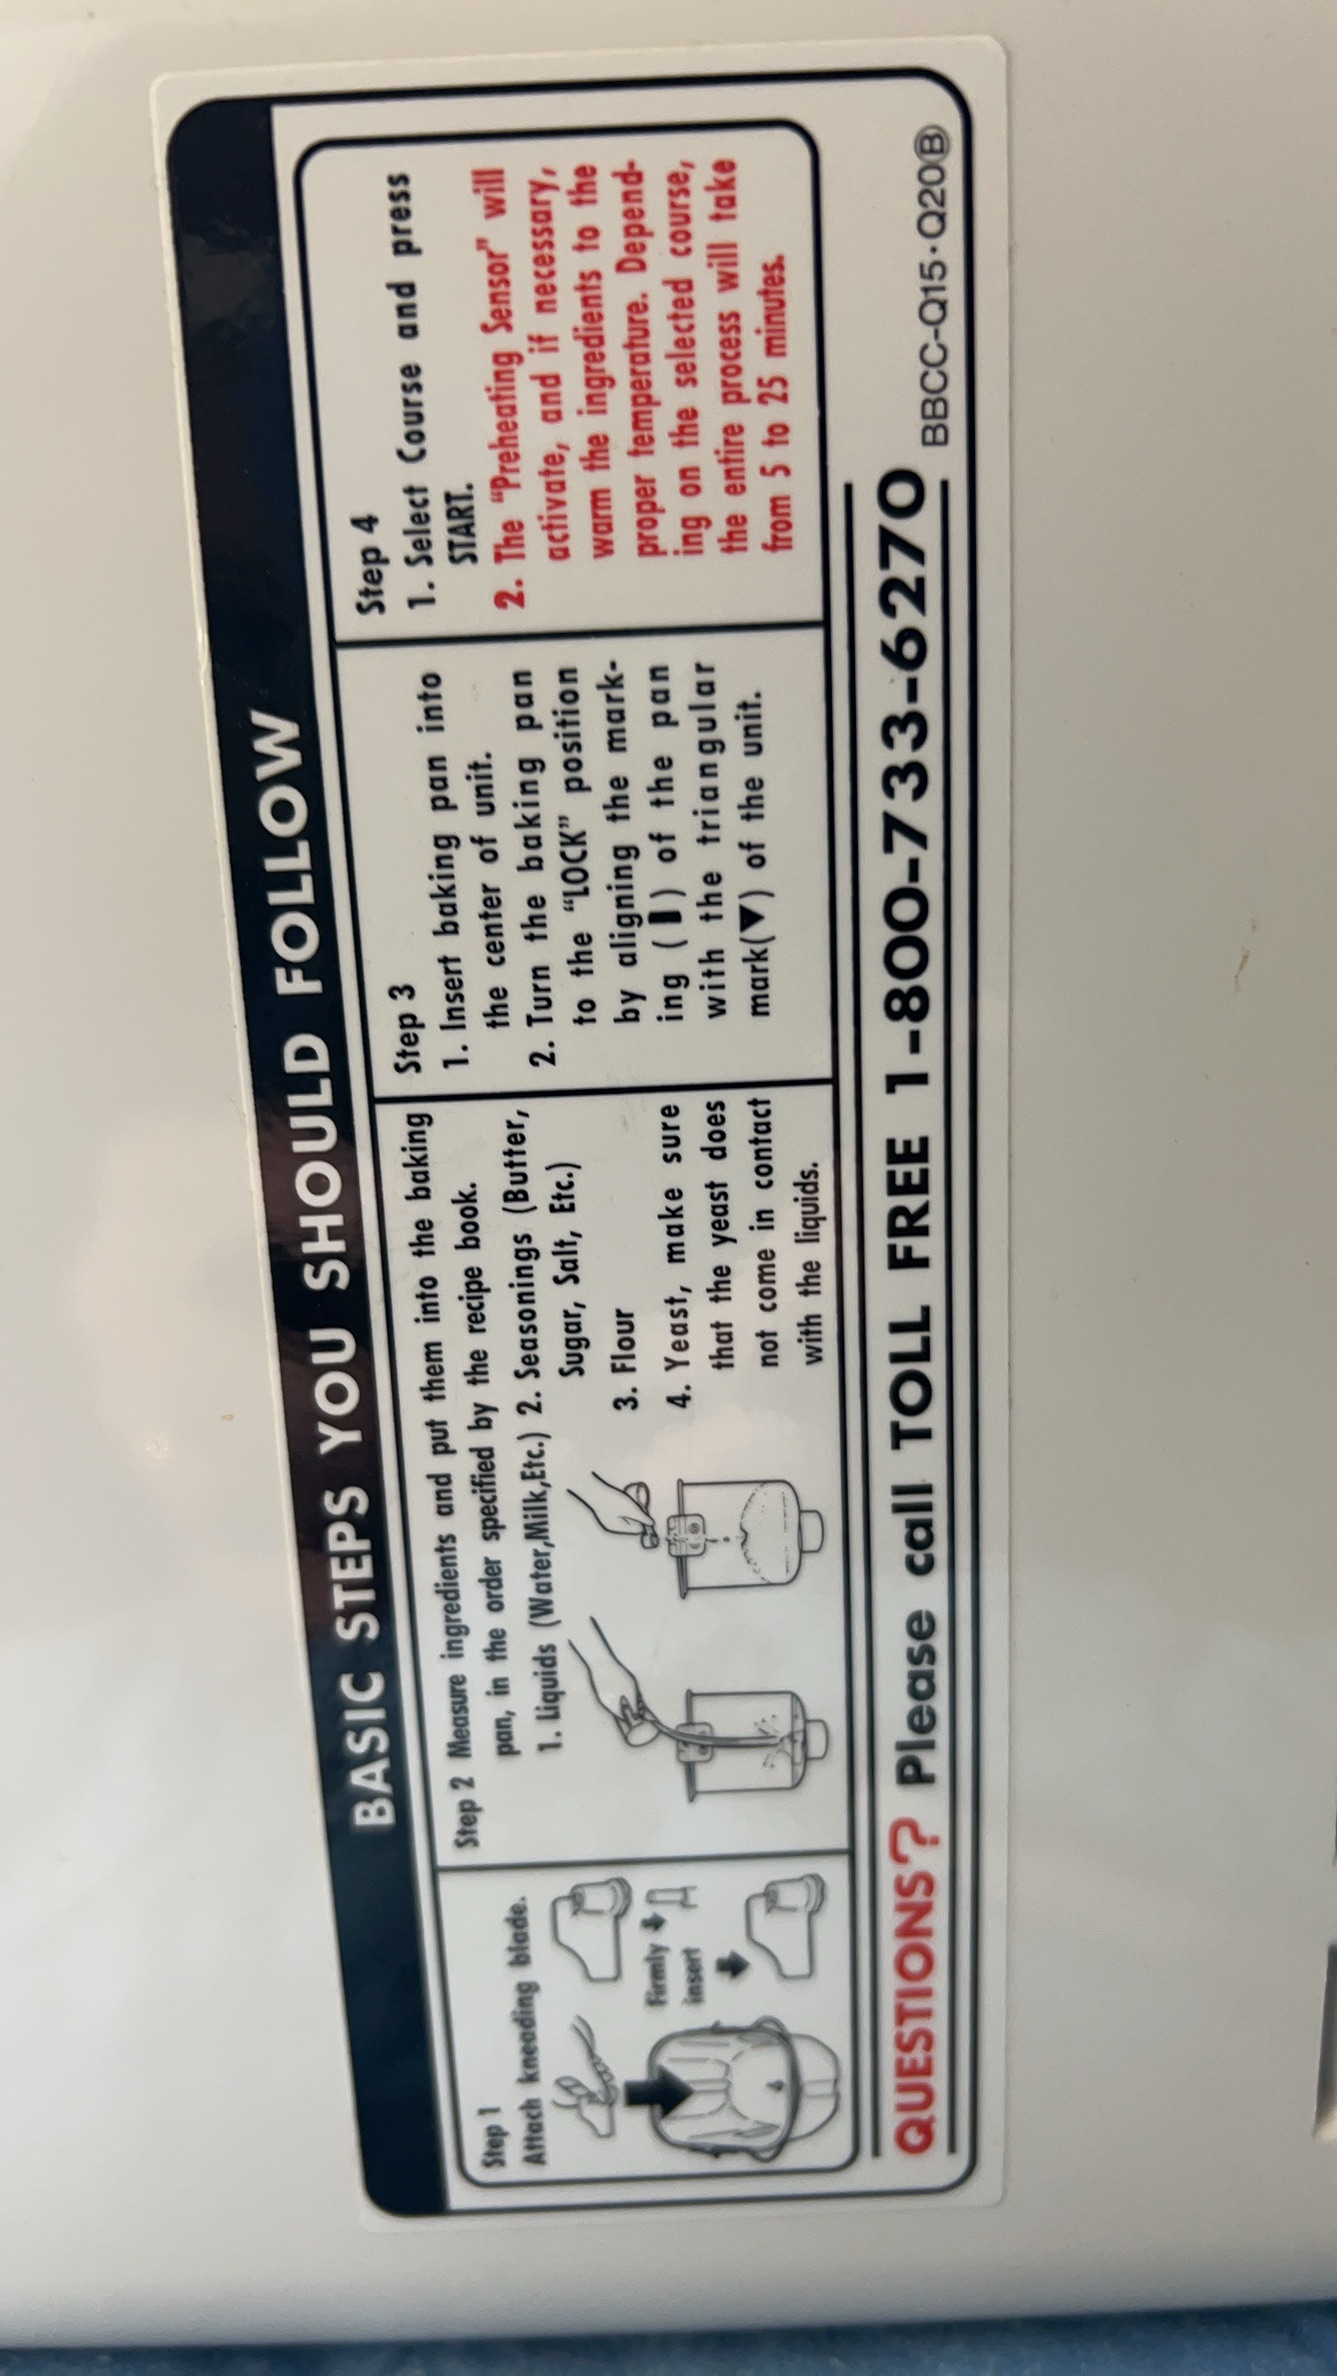 BASIC STEPS YOU SHOULD FOLLOW
Step 1
Attach kneading blade.
Firmly
insert
Step 2 Measure ingredients and put them into the baking
pan, in the order specified by the recipe book.
1. Liquids (Water,Milk,Etc.) 2. Seasonings (Butter,
Sugar, Salt, Etc.)
3. Flour
4. Yeast, make sure
that the yeast does
not come in contact
with the liquids.
Step 3
1. Insert baking pan into
the center of unit.
2. Turn the baking pan
to the “LOCK” position
by aligning the mark-
ing (▮) of the pan
with the triangular
mark(▼) of the unit.
Step 4
1. Select Course and press
START.
2. The “Preheating Sensor” will
activate, and if necessary,
warm the ingredients to the
proper temperature. Depend-
ing on the selected course,
the entire process will take
from 5 to 25 minutes.
QUESTIONS? Please call TOLL FREE 1-800-733-6270
BBCC-Q15·Q20Ⓑ